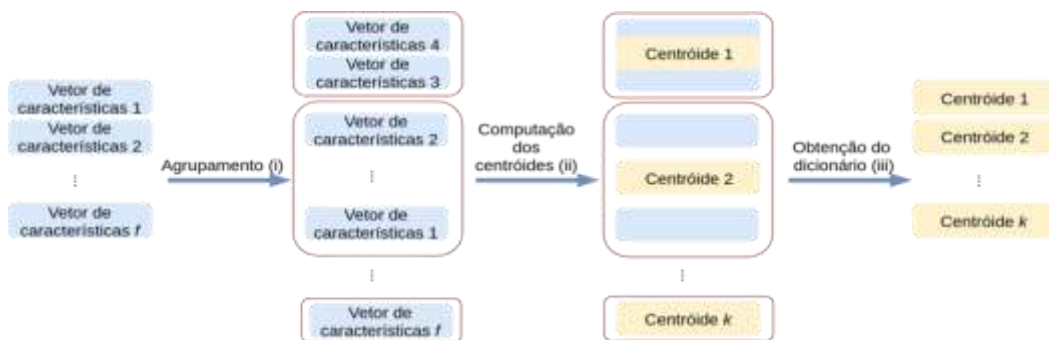 Vetor de
características 1
Vetor de
características 2
⋮
Vetor de
características f
Agrupamento (i)
Vetor de
características 4
Vetor de
características 3
Vetor de
características 2
⋮
Vetor de
características 1
⋮
Vetor de
características f
Computação
dos
centróides (ii)
Centróide 1
Centróide 2
⋮
Centróide k
Obtenção do
dicionário (iii)
Centróide 1
Centróide 2
⋮
Centróide k